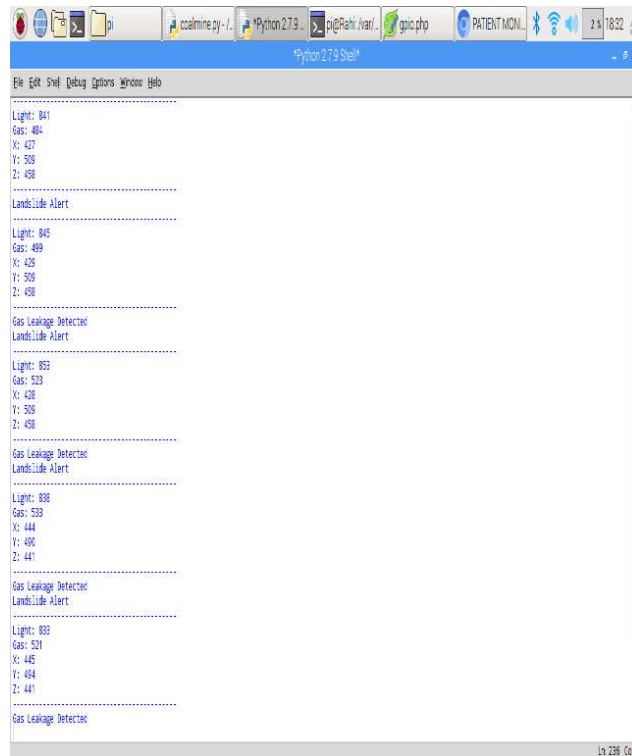 pi
coalmine.py - /..
*Python 2.7.9 ...
pi@Rahi: /var/..
gpio.php
PATIENT MON...
2 %
18:32
*Python 2.7.9 Shell*
File Edit Shell Debug Options Window Help
----------------------------------------
Light: 841
Gas: 484
X: 427
Y: 509
Z: 458
----------------------------------------
Landslide Alert
----------------------------------------
Light: 845
Gas: 499
X: 429
Y: 509
Z: 458
----------------------------------------
Gas Leakage Detected
Landslide Alert
----------------------------------------
Light: 853
Gas: 523
X: 428
Y: 509
Z: 458
----------------------------------------
Gas Leakage Detected
Landslide Alert
----------------------------------------
Light: 838
Gas: 533
X: 444
Y: 490
Z: 441
----------------------------------------
Gas Leakage Detected
Landslide Alert
----------------------------------------
Light: 833
Gas: 521
X: 445
Y: 494
Z: 441
----------------------------------------
Gas Leakage Detected
Ln: 236 Co